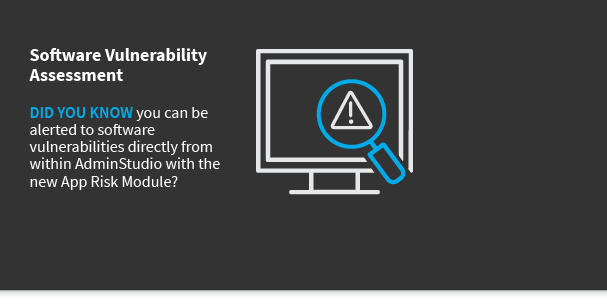 Software Vulnerability
Assessment
DID YOU KNOW you can be
alerted to software
vulnerabilities directly from
within AdminStudio with the
new App Risk Module?